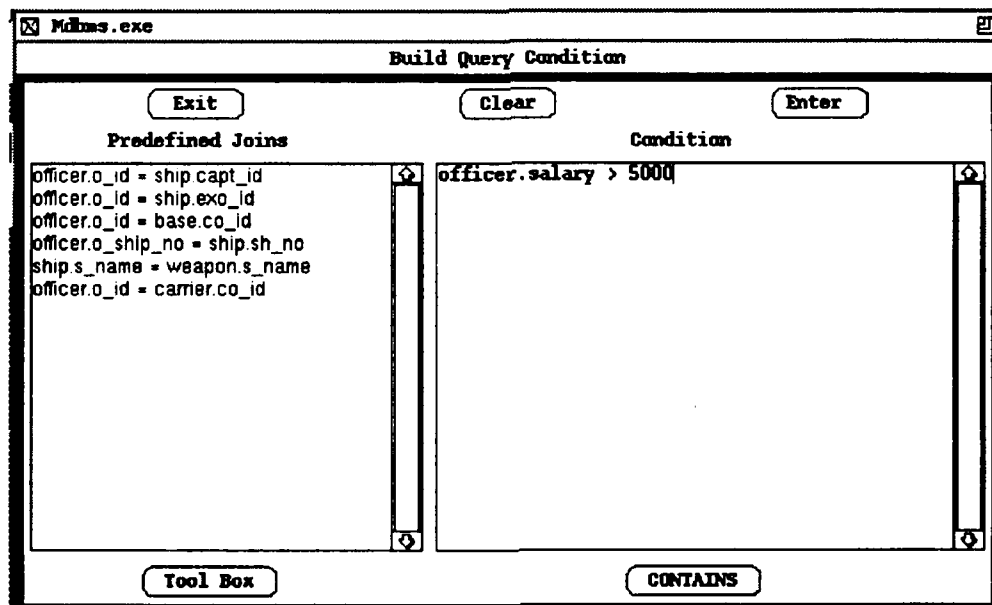 Mdbms.exe
Build Query Condition
Exit
Clear
Enter
Predefined Joins
Condition
officer.o_id = ship.capt_id
officer.o_id = ship.exo_id
officer.o_id = base.co_id
officer.o_ship_no = ship.sh_no
ship.s_name = weapon.s_name
officer.o_id = carrier.co_id
officer.salary > 5000
Tool Box
CONTAINS